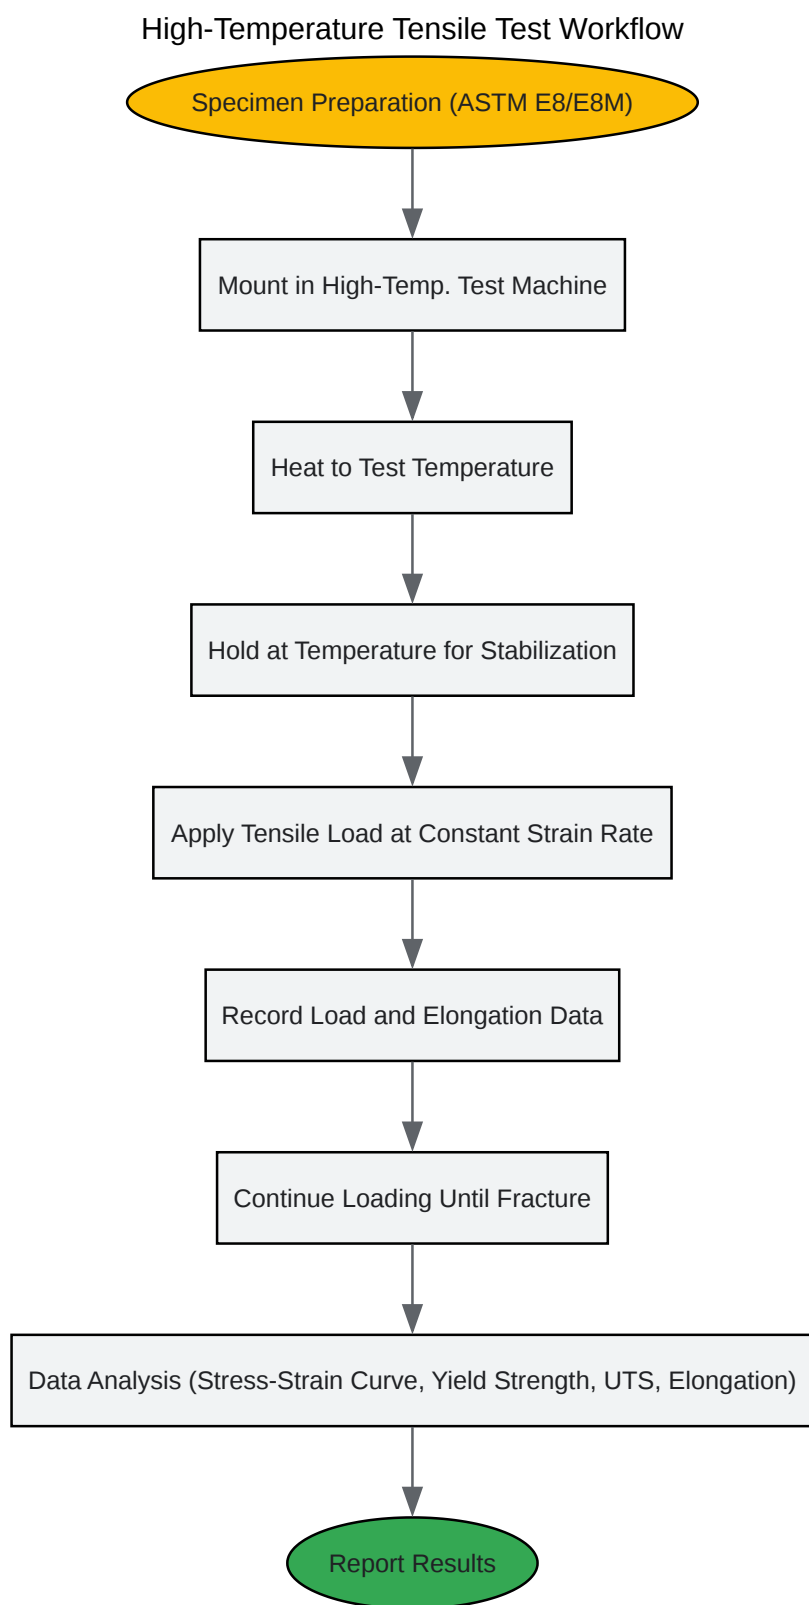 High-Temperature Tensile Test Workflow
Specimen Preparation (ASTM E8/E8M)
Mount in High-Temp. Test Machine
Heat to Test Temperature
Hold at Temperature for Stabilization
Apply Tensile Load at Constant Strain Rate
Record Load and Elongation Data
Continue Loading Until Fracture
Data Analysis (Stress-Strain Curve, Yield Strength, UTS, Elongation)
Report Results